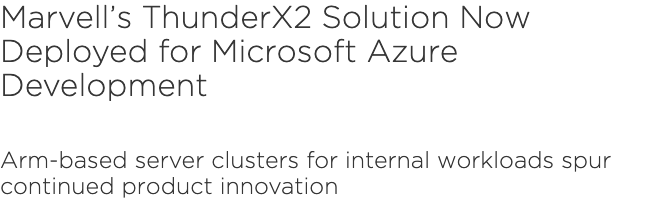 Marvell’s ThunderX2 Solution Now
Deployed for Microsoft Azure
Development
Arm-based server clusters for internal workloads spur
continued product innovation